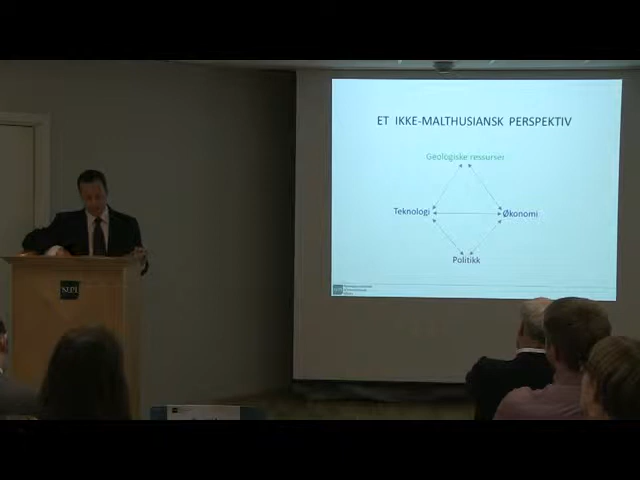 ET IKKE-MALTHUSIANSK PERSPEKTIV
Geologiske ressurser
Teknologi
Økonomi
Politikk
NUPI